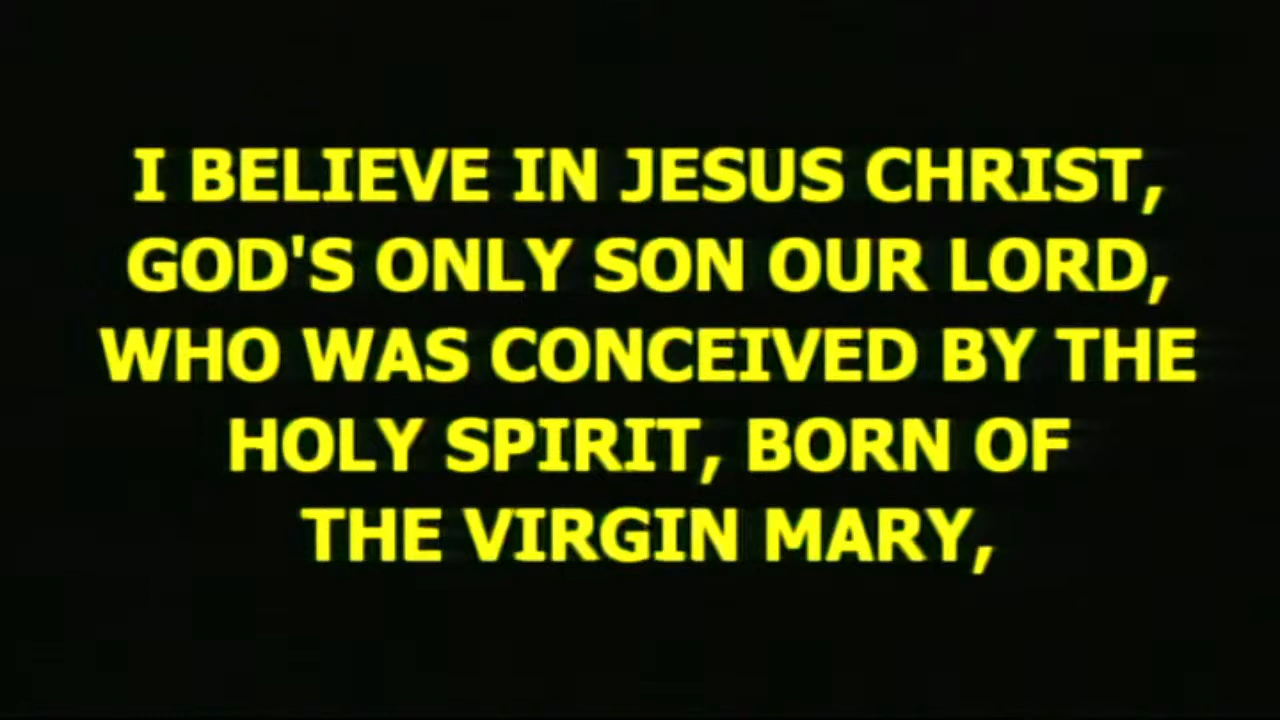 I BELIEVE IN JESUS CHRIST,
GOD'S ONLY SON OUR LORD,
WHO WAS CONCEIVED BY THE
HOLY SPIRIT, BORN OF
THE VIRGIN MARY,